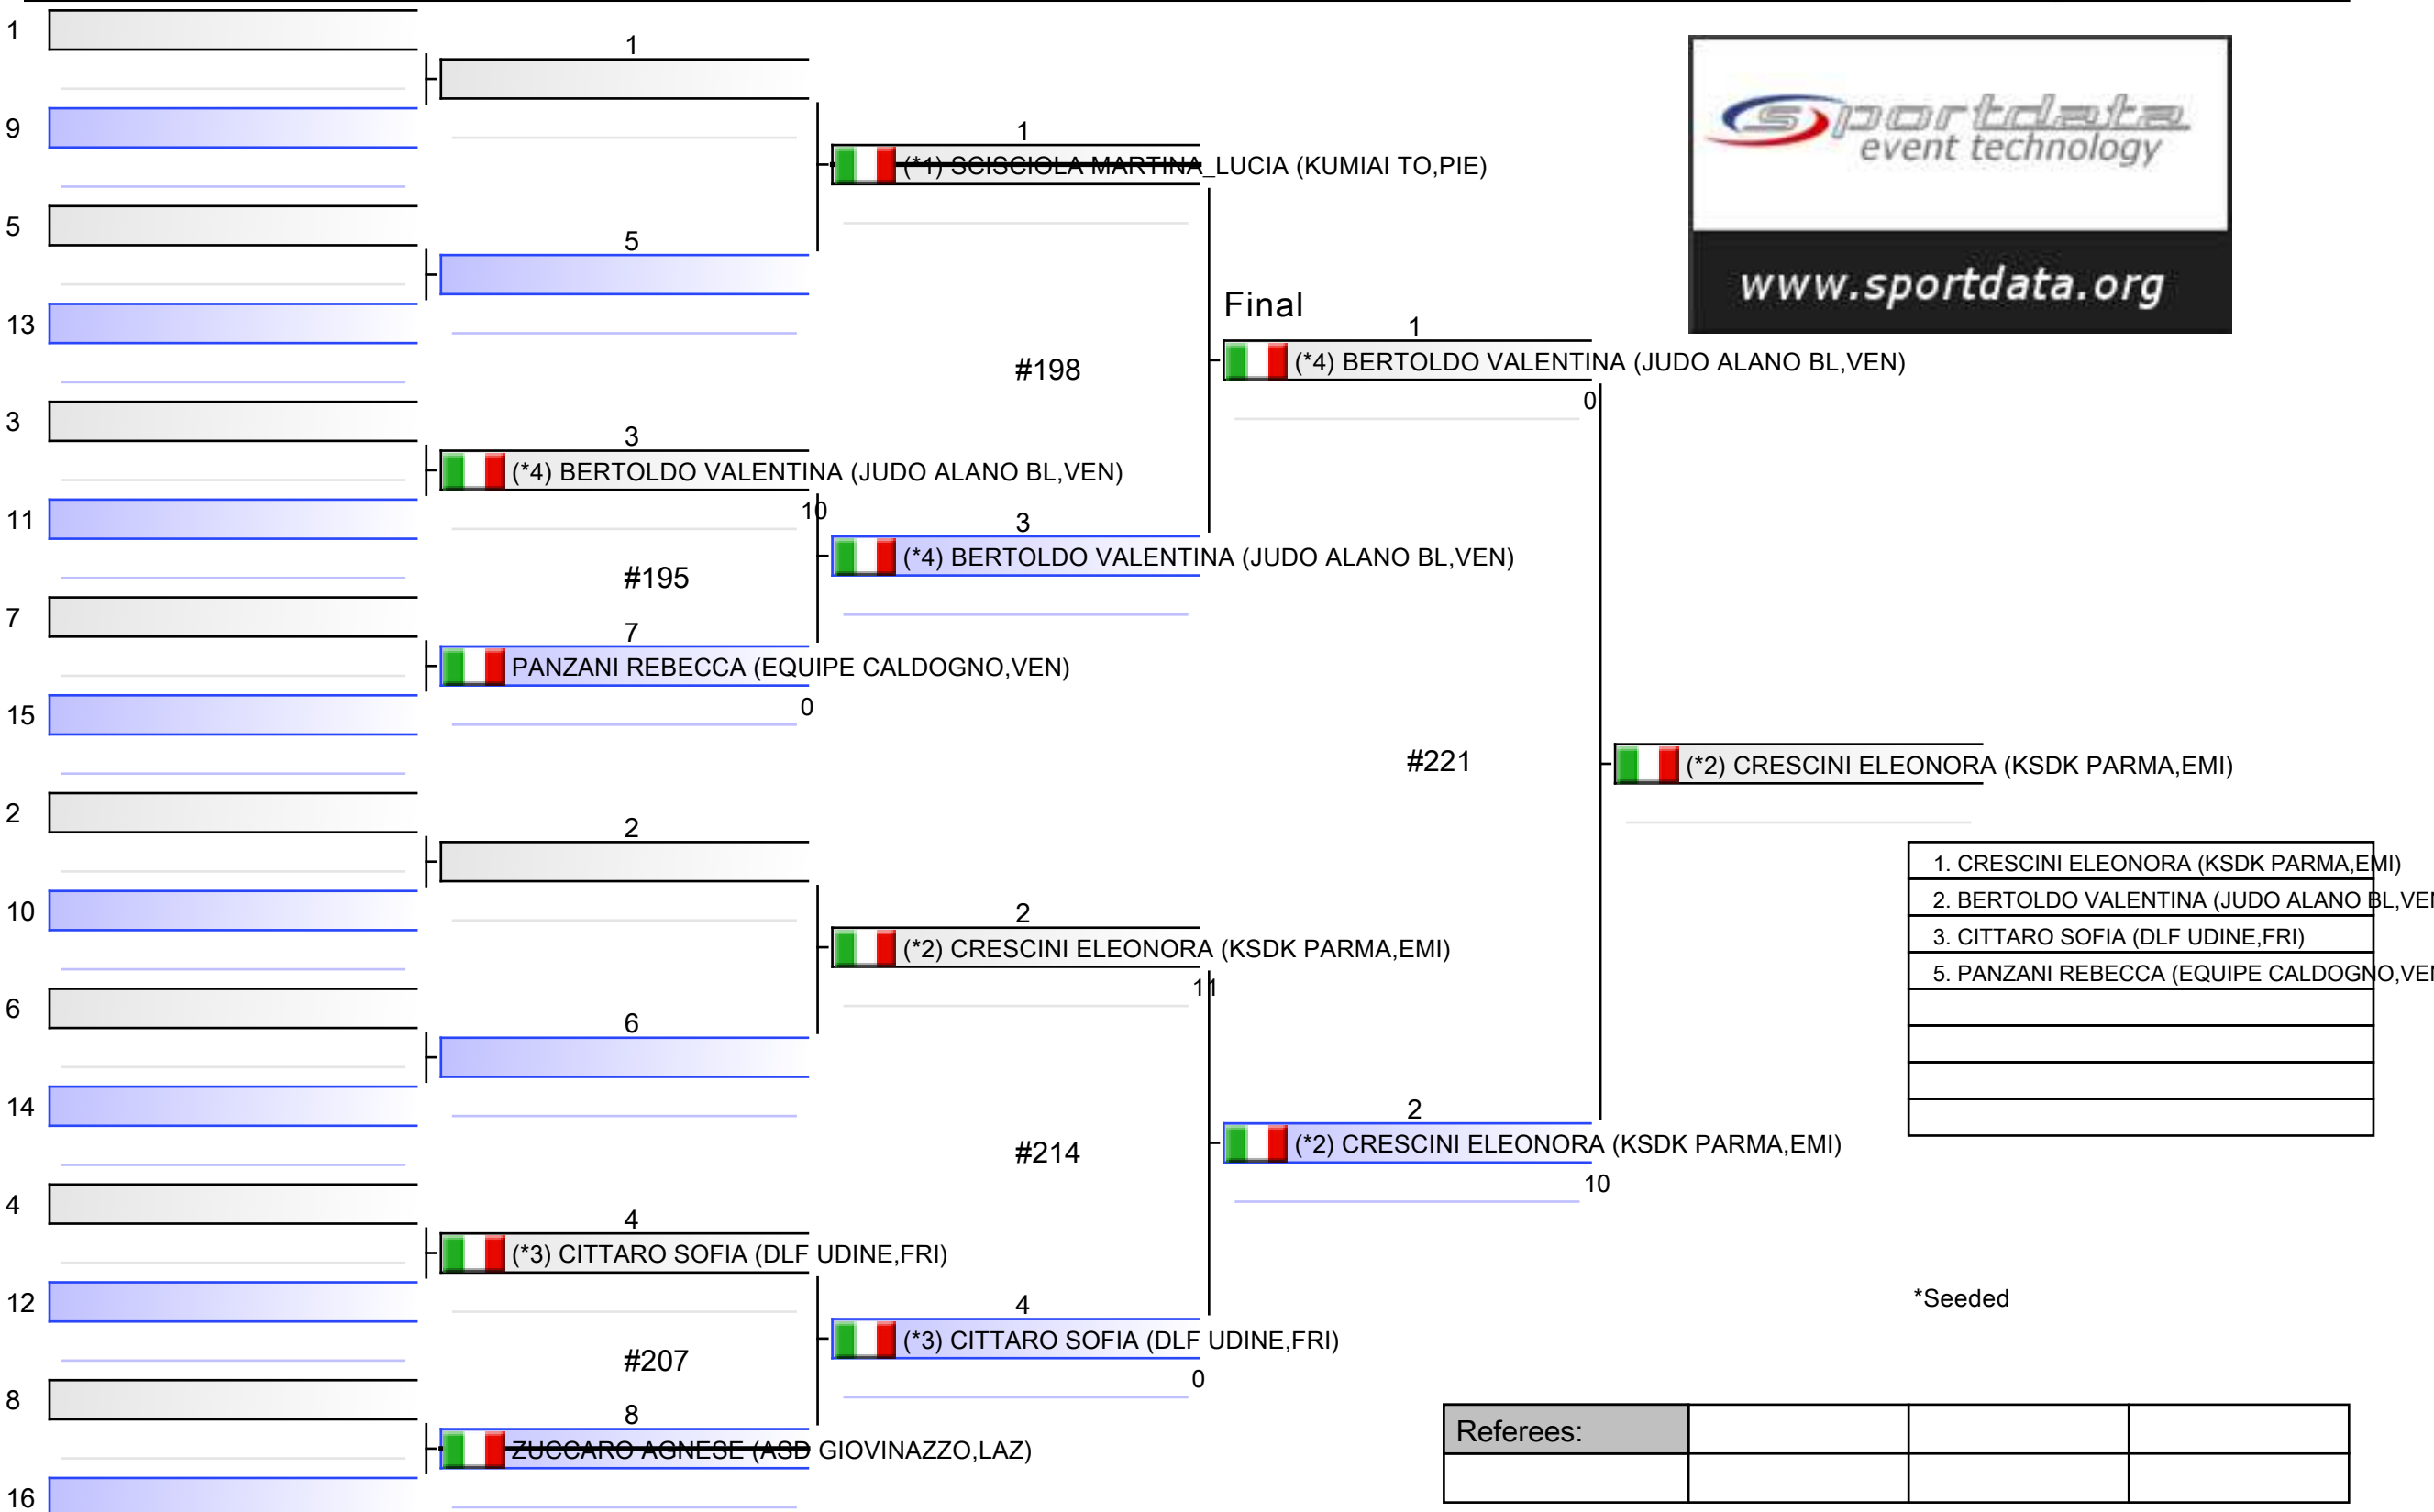 1
9
5
13
3
11
7
15
2
10
6
14
4
12
8
16
1
5
3
(*4) BERTOLDO VALENTINA (JUDO ALANO BL,VEN)
10
#195
7
PANZANI REBECCA (EQUIPE CALDOGNO,VEN)
0
2
6
4
(*3) CITTARO SOFIA (DLF UDINE,FRI)
#207
8
ZUCCARO AGNESE (ASD GIOVINAZZO,LAZ)
1
(*1) SCISCIOLA MARTINA_LUCIA (KUMIAI TO,PIE)
#198
3
(*4) BERTOLDO VALENTINA (JUDO ALANO BL,VEN)
2
(*2) CRESCINI ELEONORA (KSDK PARMA,EMI)
11
#214
4
(*3) CITTARO SOFIA (DLF UDINE,FRI)
0
Final
1
(*4) BERTOLDO VALENTINA (JUDO ALANO BL,VEN)
0
#221
2
(*2) CRESCINI ELEONORA (KSDK PARMA,EMI)
10
(*2) CRESCINI ELEONORA (KSDK PARMA,EMI)
sportdata
event technology
www.sportdata.org
1. CRESCINI ELEONORA (KSDK PARMA,EMI)
2. BERTOLDO VALENTINA (JUDO ALANO BL,VE
3. CITTARO SOFIA (DLF UDINE,FRI)
5. PANZANI REBECCA (EQUIPE CALDOGNO,VE
*Seeded
Referees: